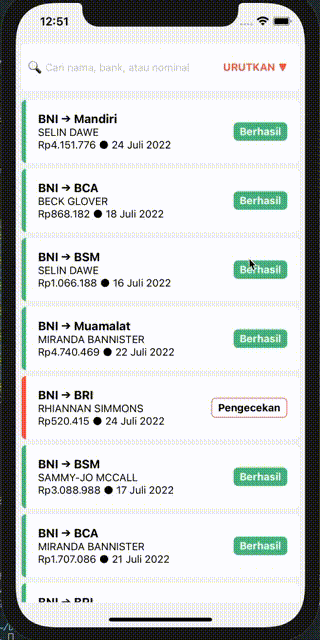 12:51
Cari nama, bank, atau nominal
URUTKAN ▼
BNI → Mandiri
SELIN DAWE
Rp4.151.776 ● 24 Juli 2022
Berhasil
BNI → BCA
BECK GLOVER
Rp868.182 ● 18 Juli 2022
Berhasil
BNI → BSM
SELIN DAWE
Rp1.066.188 ● 16 Juli 2022
Berhasil
BNI → Muamalat
MIRANDA BANNISTER
Rp4.740.469 ● 22 Juli 2022
Berhasil
BNI → BRI
RHIANNAN SIMMONS
Rp520.415 ● 24 Juli 2022
Pengecekan
BNI → BSM
SAMMY-JO MCCALL
Rp3.088.988 ● 17 Juli 2022
Berhasil
BNI → BCA
MIRANDA BANNISTER
Rp1.707.086 ● 21 Juli 2022
Berhasil
BNI → BRI